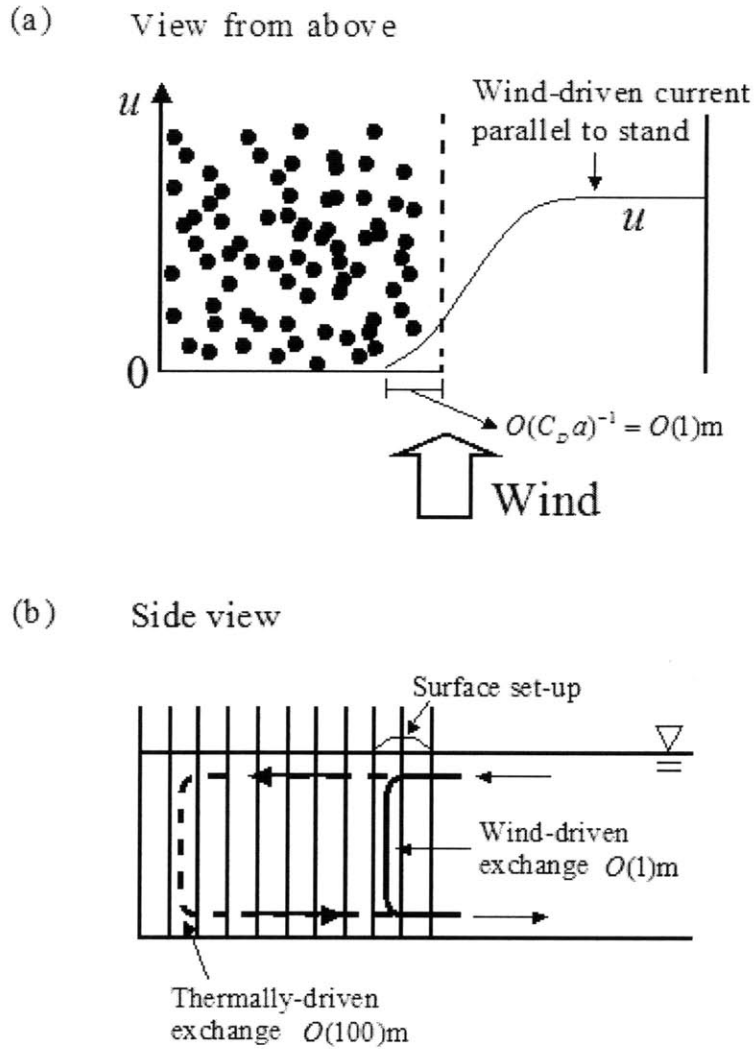 (a) View from above
u
Wind-driven current
parallel to stand
u
0
O(C_D a)⁻¹ = O(1)m
Wind
(b) Side view
Surface set-up
Wind-driven
exchange O(1)m
Thermally-driven
exchange O(100)m